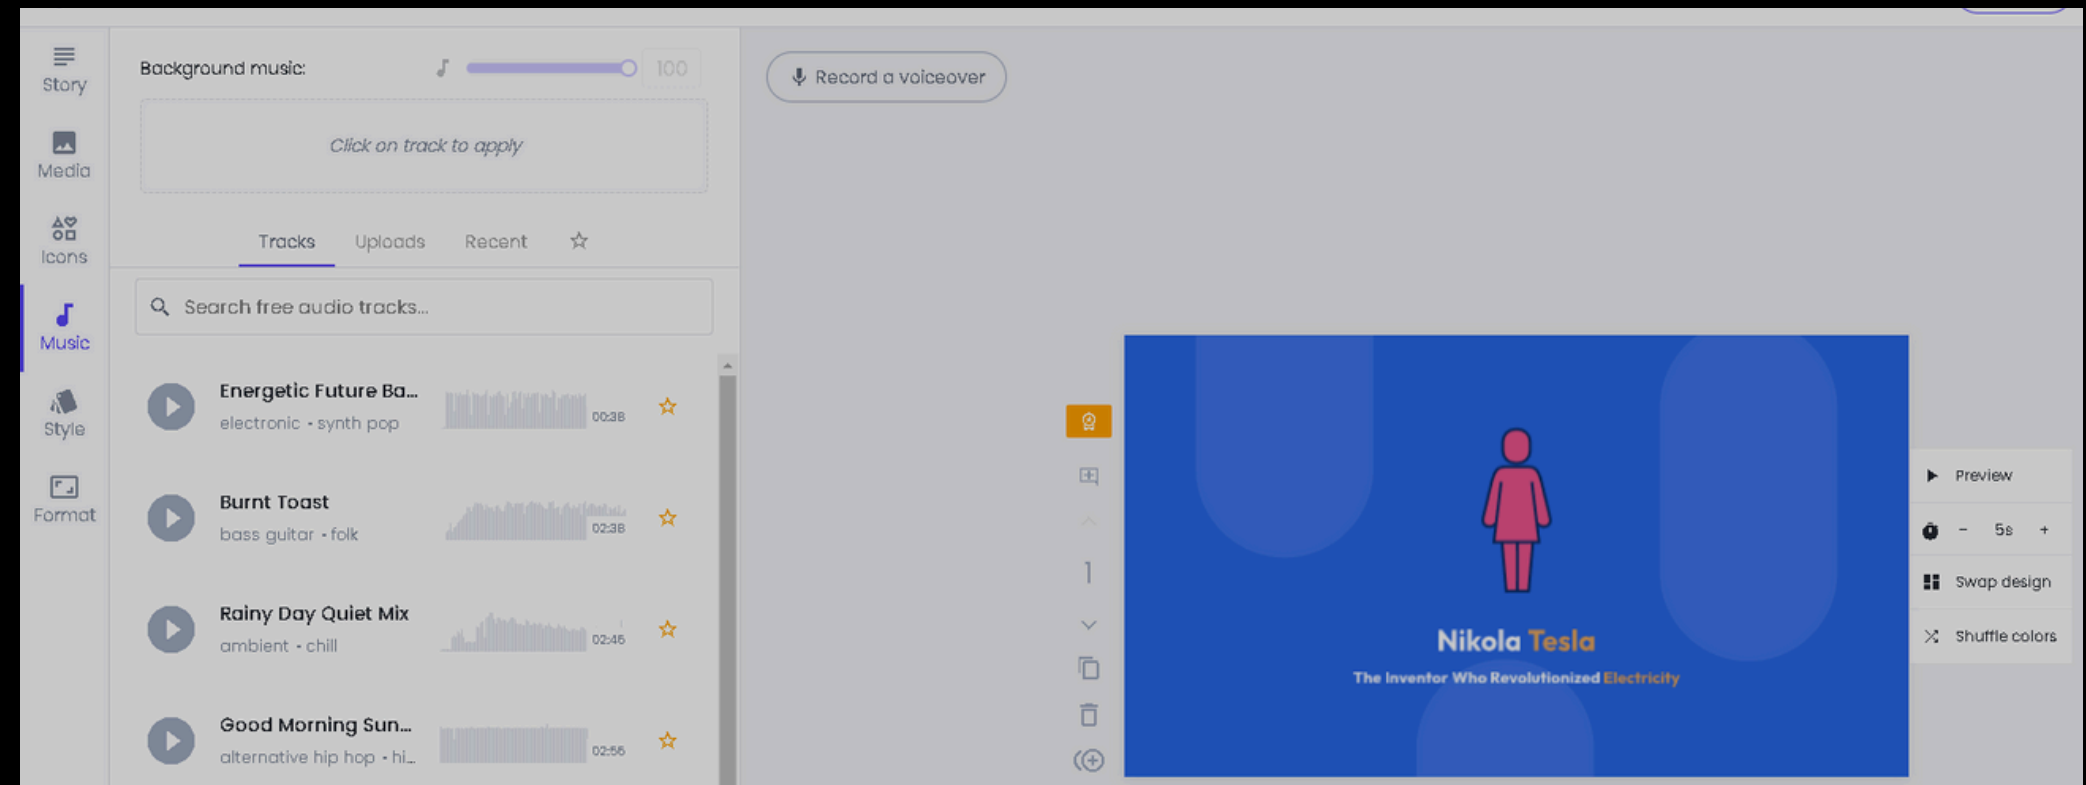 Story
Media
Icons
Music
Style
Format
Background music:
100
Click on track to apply
Tracks
Uploads
Recent
Search free audio tracks...
Energetic Future Ba...
electronic • synth pop
00:38
Burnt Toast
bass guitar • folk
02:38
Rainy Day Quiet Mix
ambient • chill
02:45
Good Morning Sun...
alternative hip hop • hi...
02:55
Record a voiceover
1
Nikola Tesla
The Inventor Who Revolutionized Electricity
Preview
- 5s +
Swap design
Shuffle colors